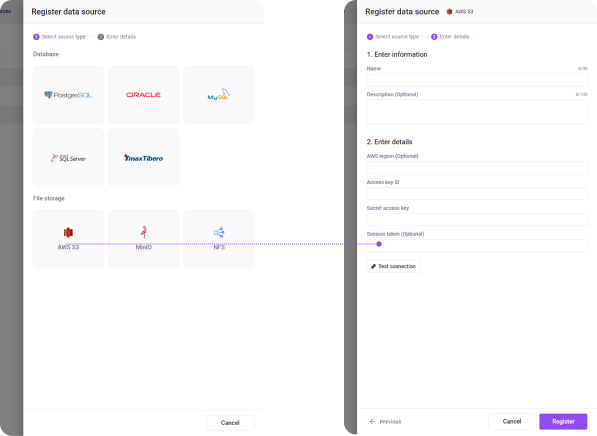 Register data source
1 Select source type
2 Enter details
Database
PostgreSQL
ORACLE
MySQL
SQL Server
TmaxTibero
File storage
AWS S3
MinIO
NFS
Cancel
Register data source
AWS S3
Select source type
2 Enter details
1. Enter information
Name
0/50
Description (Optional)
0/100
2. Enter details
AWS region (Optional)
Access key ID
Secret access key
Session token (Optional)
Test connection
Previous
Cancel
Register